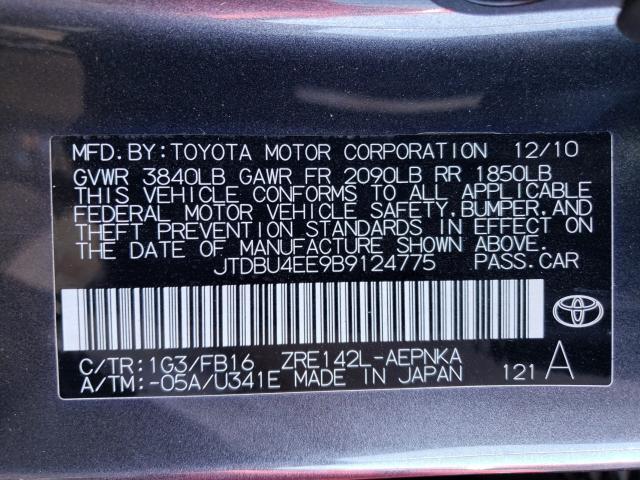 MFD.BY:TOYOTA MOTOR CORPORATION 12/10
GVWR 3840LB GAWR FR 2090LB RR 1850LB
THIS VEHICLE CONFORMS TO ALL APPLICABLE
FEDERAL MOTOR VEHICLE SAFETY,BUMPER,AND
THEFT PREVENTION STANDARDS IN EFFECT ON
THE DATE OF MANUFACTURE SHOWN ABOVE.
JTDBU4EE9B9124775 PASS.CAR
C/TR:1G3/FB16 ZRE142L-AEPNKA
A/TM:-05A/U341E MADE IN JAPAN 121 A